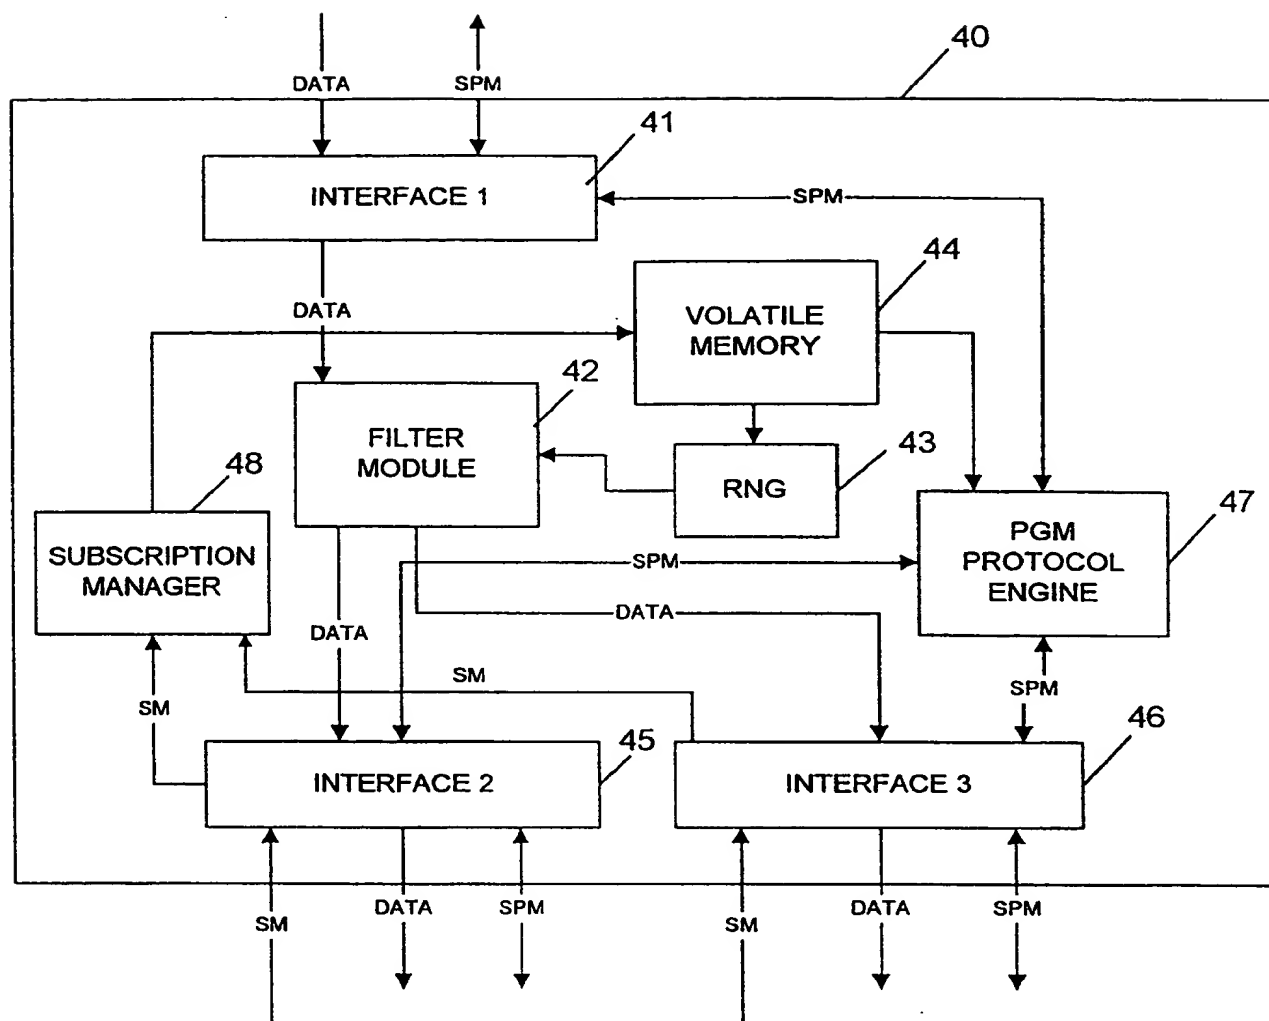 40
DATA
SPM
41
INTERFACE 1
SPM
44
VOLATILE
MEMORY
DATA
42
FILTER
MODULE
43
RNG
48
SUBSCRIPTION
MANAGER
47
PGM
PROTOCOL
ENGINE
SPM
DATA
DATA
SM
SM
SPM
45
INTERFACE 2
46
INTERFACE 3
SM
DATA
SPM
SM
DATA
SPM